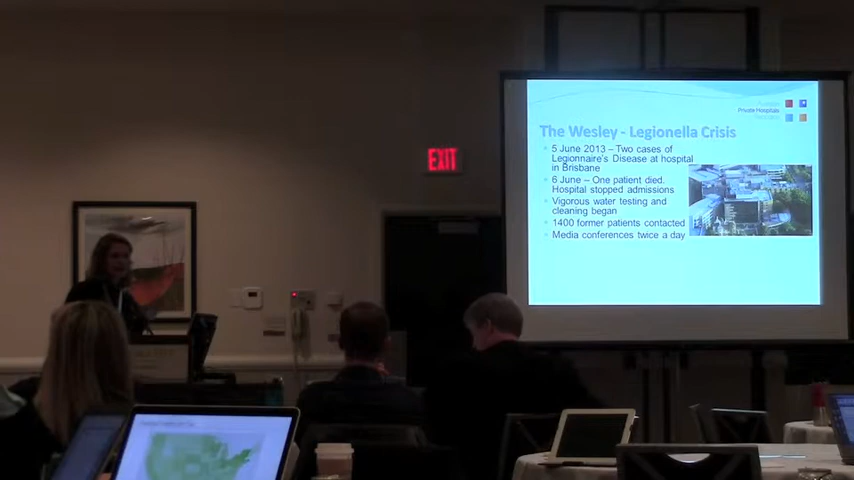 Private Hospitals
The Wesley - Legionella Crisis
5 June 2013 – Two cases of
Legionnaire's Disease at hospital
in Brisbane
6 June – One patient died.
Hospital stopped admissions
Vigorous water testing and
cleaning began
1400 former patients contacted
Media conferences twice a day
EXIT